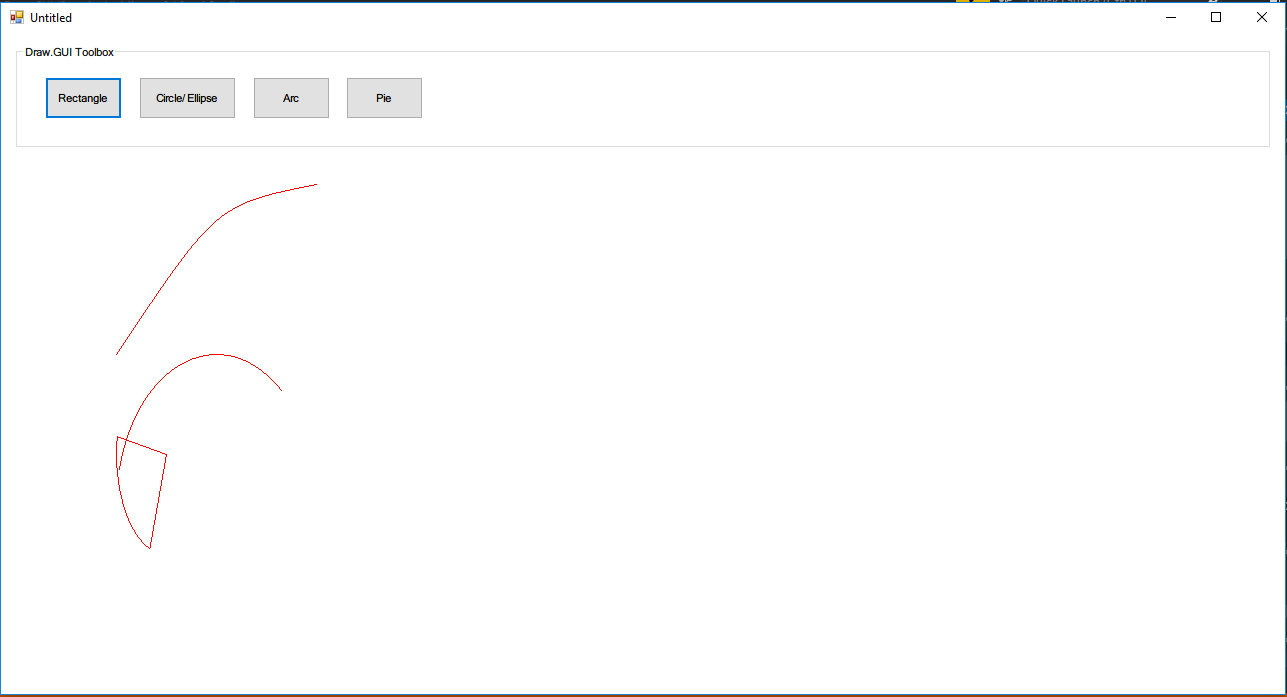 Untitled
Draw.GUI Toolbox
Rectangle
Circle/ Ellipse
Arc
Pie